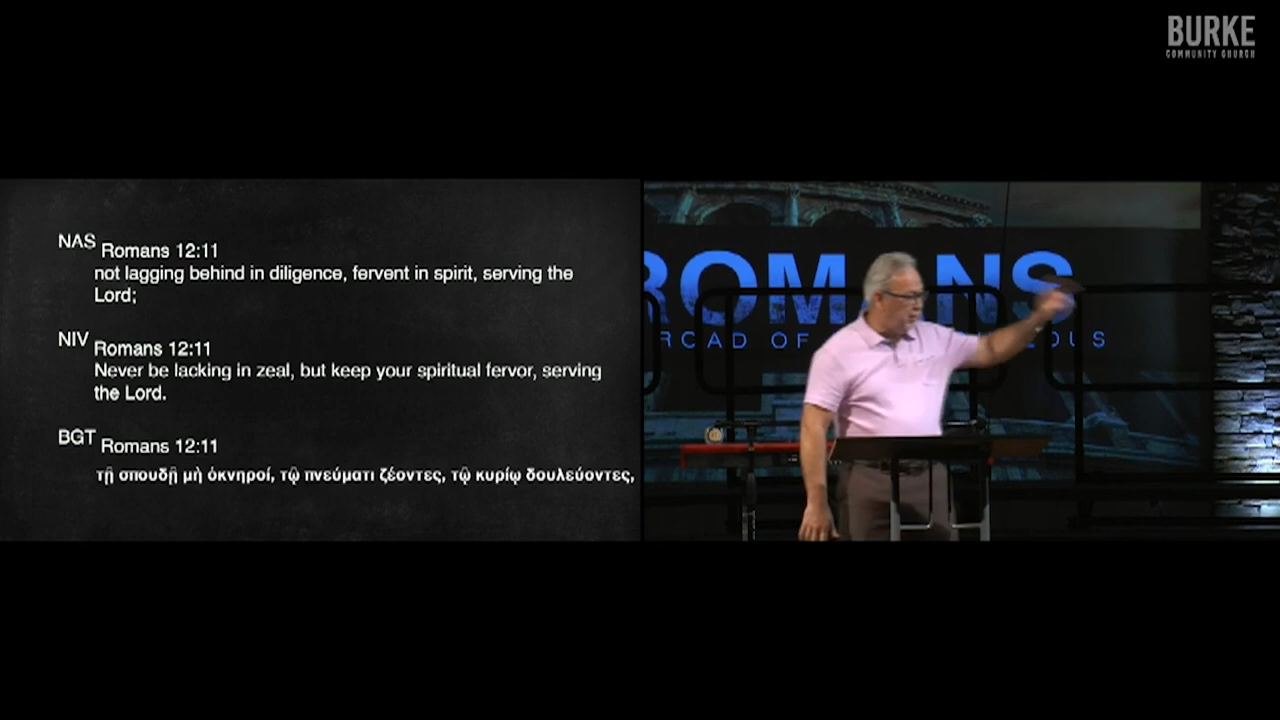 BURKE
COMMUNITY CHURCH
NAS Romans 12:11
not lagging behind in diligence, fervent in spirit, serving the
Lord;
NIV Romans 12:11
Never be lacking in zeal, but keep your spiritual fervor, serving
the Lord.
BGT Romans 12:11
τῇ σπουδῇ μὴ ὀκνηροί, τῷ πνεύματι ζέοντες, τῷ κυρίῳ δουλεύοντες,
ROMANS
ROAD OF